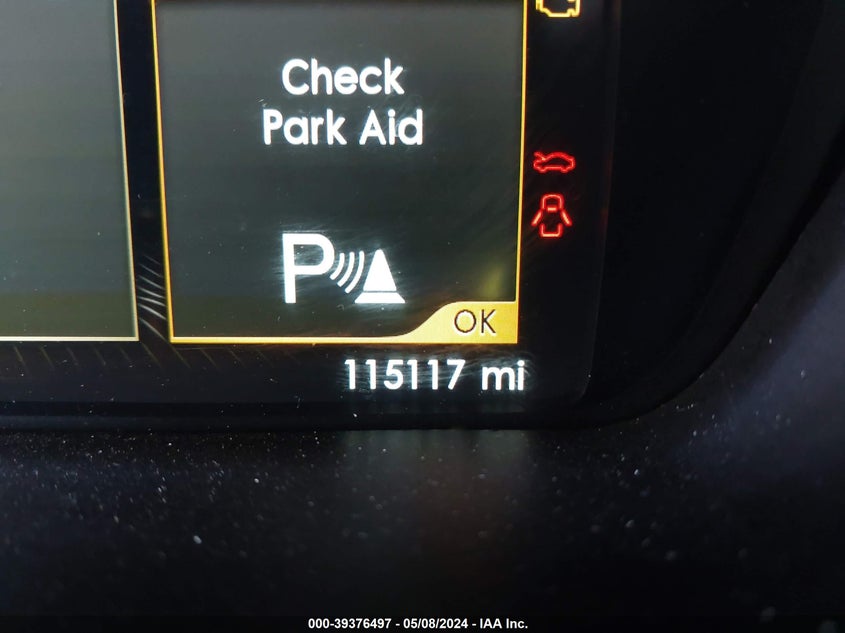 Check
Park Aid
P
OK
115117 mi
000-39376497 - 05/08/2024 - IAA Inc.